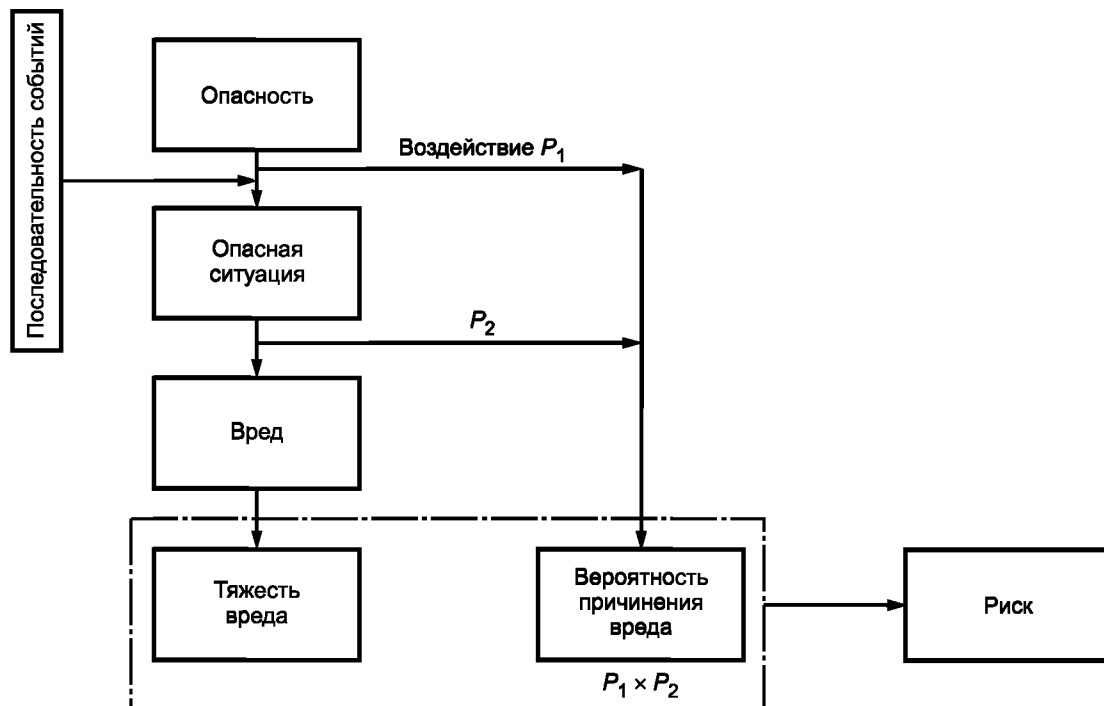 Последовательность событий
Опасность
Воздействие P₁
Опасная
ситуация
P₂
Вред
Тяжесть
вреда
Вероятность
причинения
вреда
Риск
P₁ × P₂